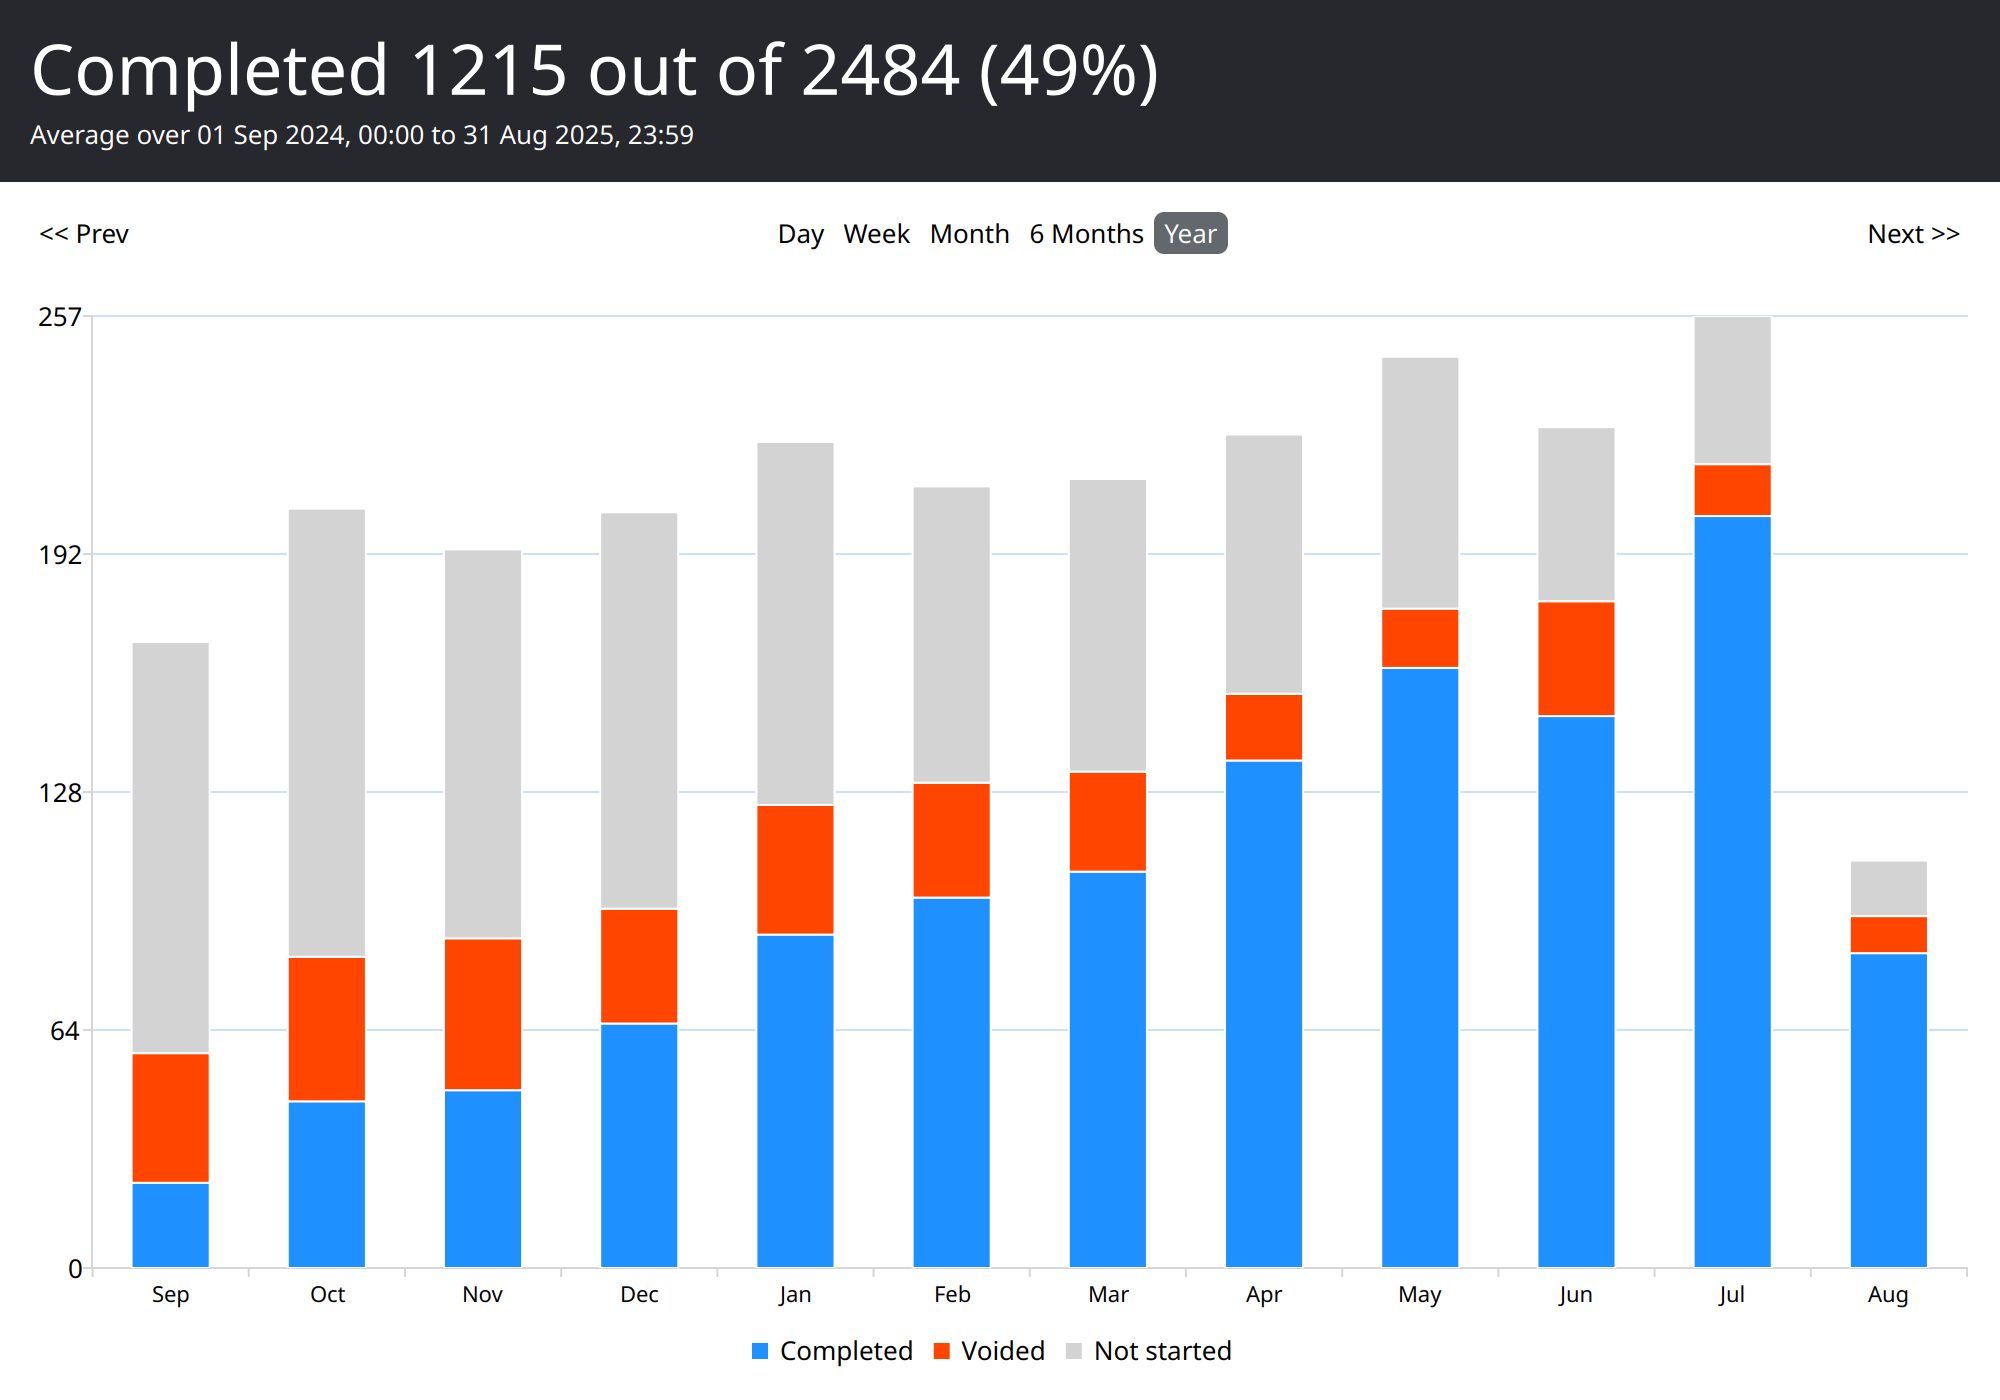 Completed 1215 out of 2484 (49%)
Average over 01 Sep 2024, 00:00 to 31 Aug 2025, 23:59
<< Prev Day Week Month 6 Months Year Next >>
257
192
128
64
0
Sep Oct Nov Dec Jan Feb Mar Apr May Jun Jul Aug
Completed Voided Not started